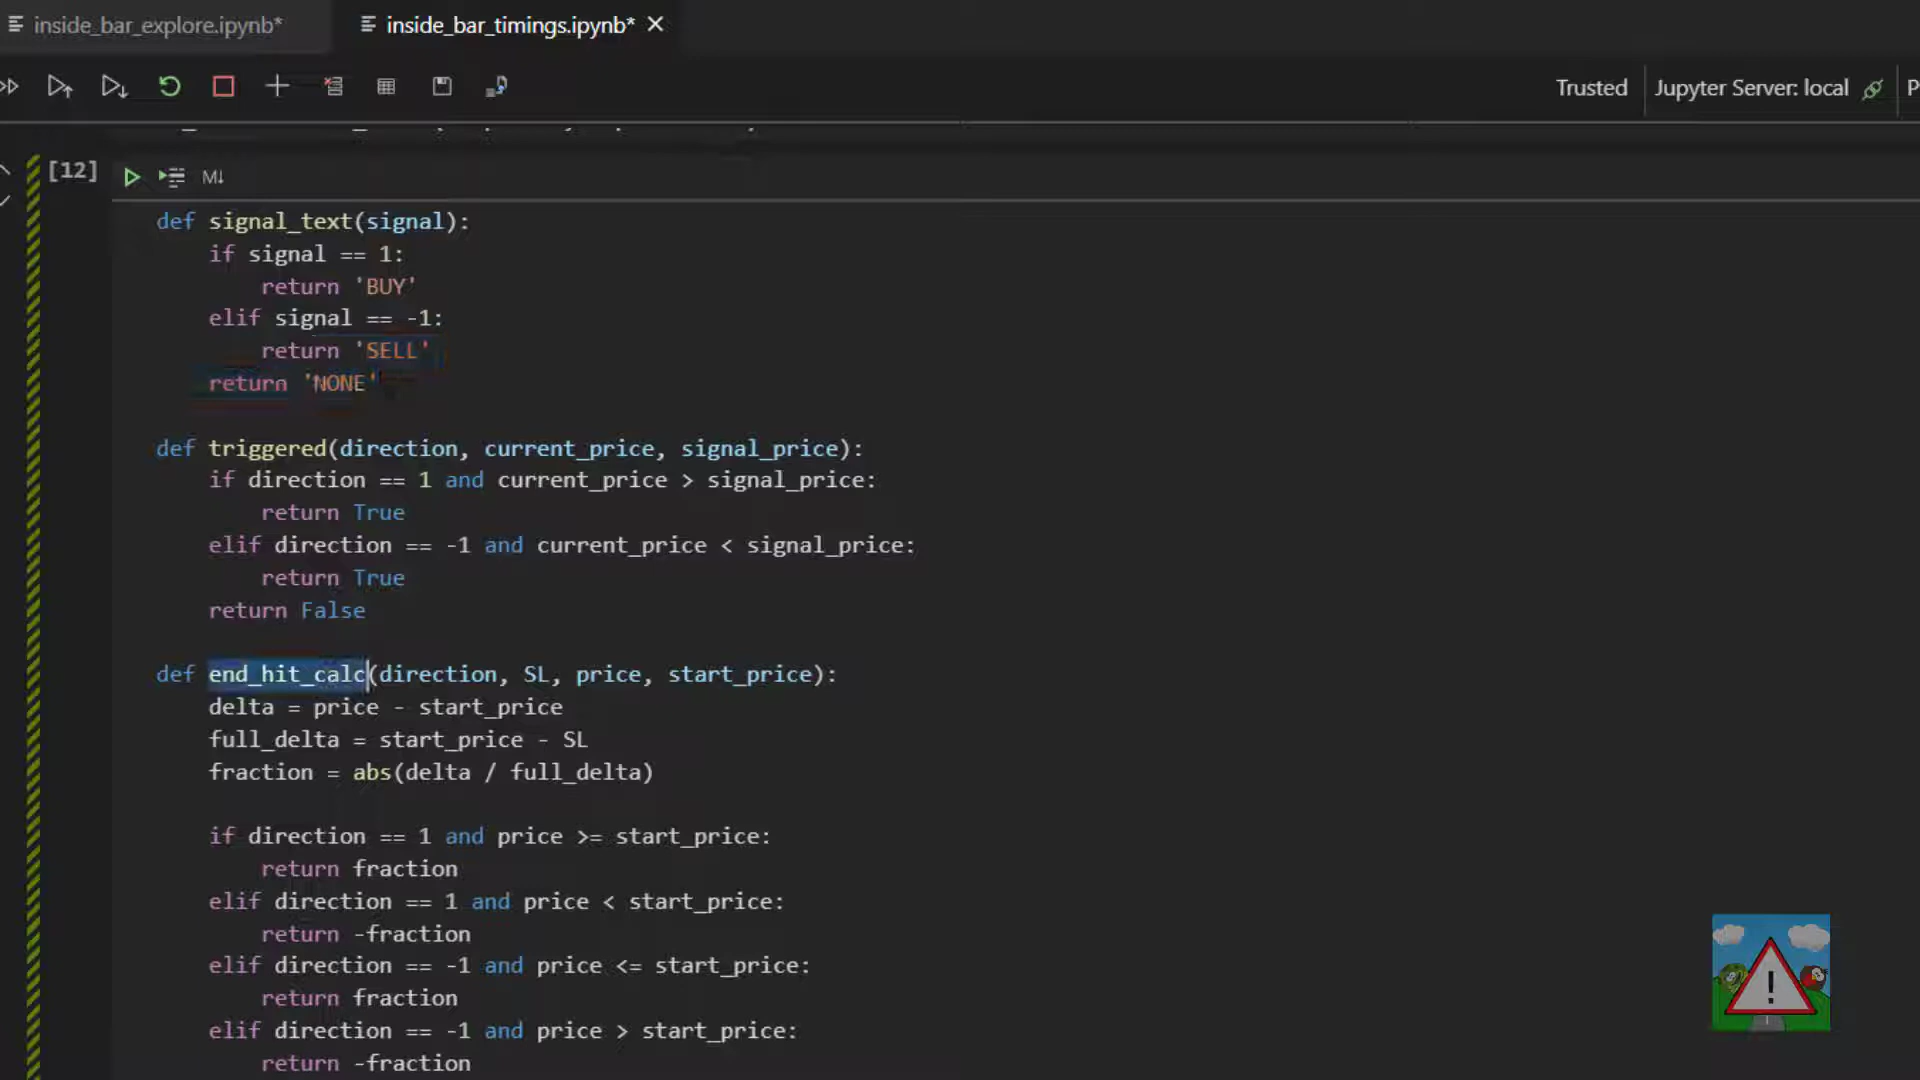 inside_bar_explore.ipynb*
inside_bar_timings.ipynb*
Trusted
Jupyter Server: local
P
[12]
M↓
def signal_text(signal):
if signal == 1:
return 'BUY'
elif signal == -1:
return 'SELL'
return 'NONE'
def triggered(direction, current_price, signal_price):
if direction == 1 and current_price > signal_price:
return True
elif direction == -1 and current_price < signal_price:
return True
return False
def end_hit_calc(direction, SL, price, start_price):
delta = price - start_price
full_delta = start_price - SL
fraction = abs(delta / full_delta)
if direction == 1 and price >= start_price:
return fraction
elif direction == 1 and price < start_price:
return -fraction
elif direction == -1 and price <= start_price:
return fraction
elif direction == -1 and price > start_price:
return -fraction
!